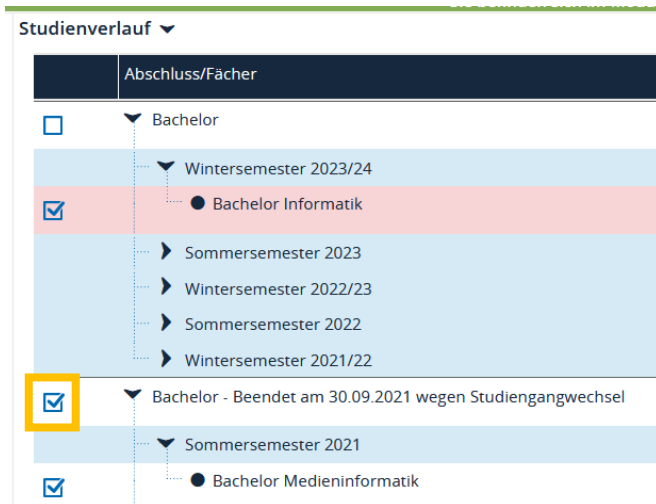 Studienverlauf
Abschluss/Fächer
Bachelor
Wintersemester 2023/24
Bachelor Informatik
Sommersemester 2023
Wintersemester 2022/23
Sommersemester 2022
Wintersemester 2021/22
Bachelor - Beendet am 30.09.2021 wegen Studiengangwechsel
Sommersemester 2021
Bachelor Medieninformatik